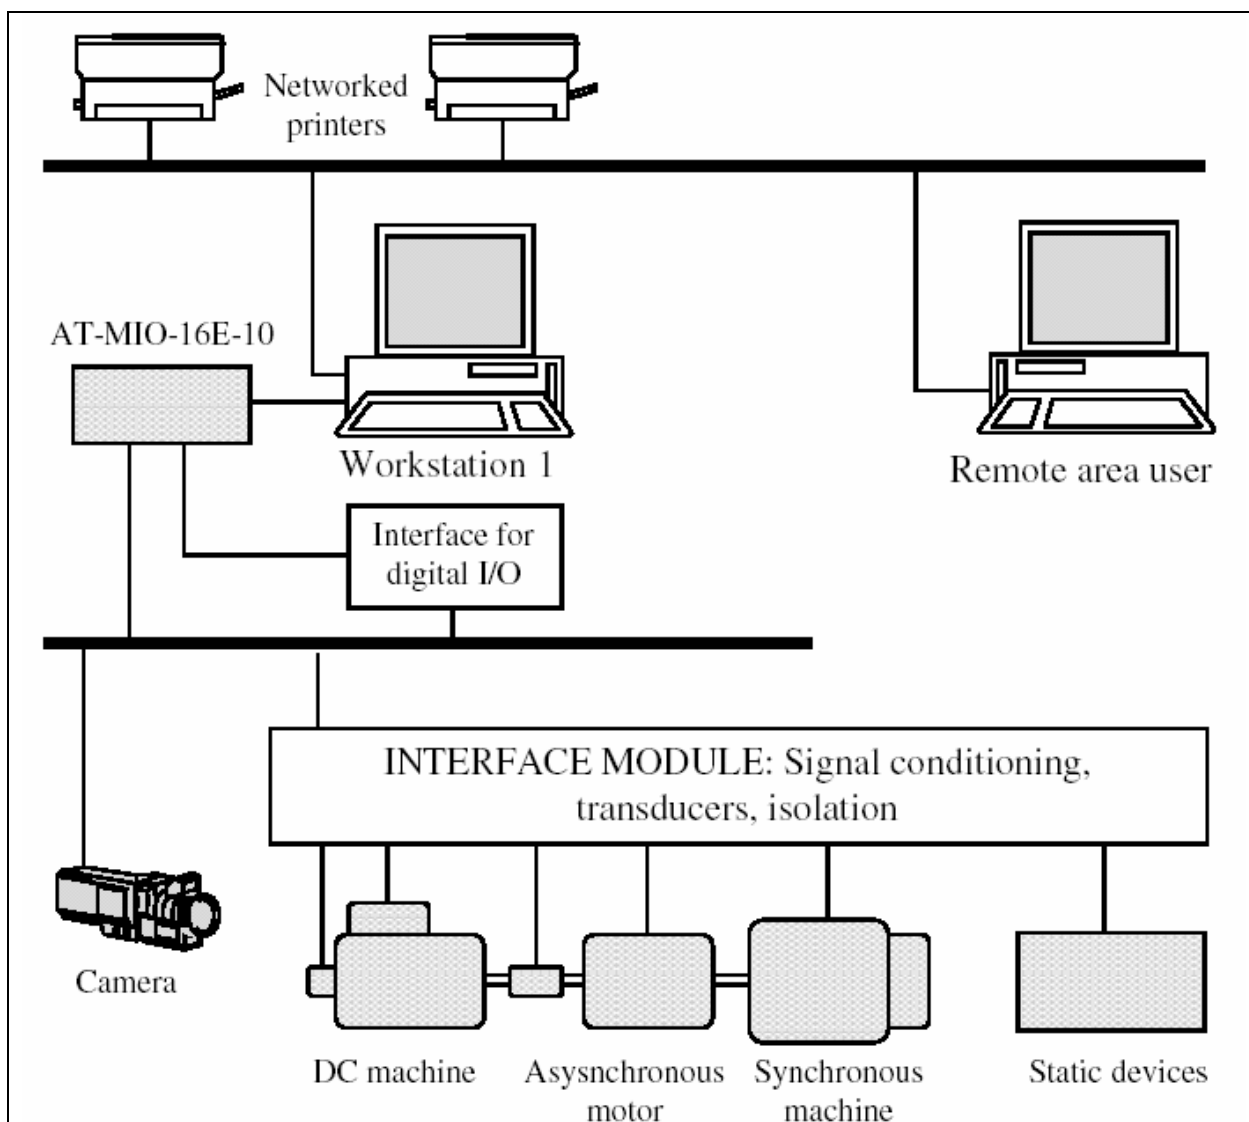 Networked
printers
AT-MIO-16E-10
Workstation 1
Remote area user
Interface for
digital I/O
INTERFACE MODULE: Signal conditioning,
transducers, isolation
Camera
DC machine
Asysnchronous
motor
Synchronous
machine
Static devices